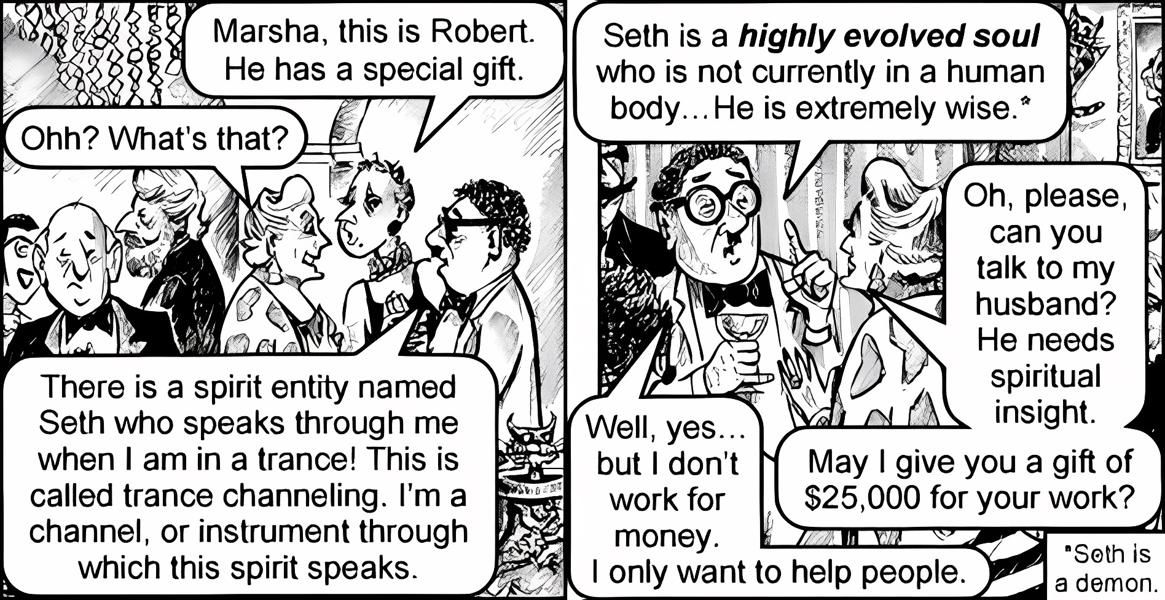 Marsha, this is Robert.
He has a special gift.
Ohh? What's that?
There is a spirit entity named
Seth who speaks through me
when I am in a trance! This is
called trance channeling. I'm a
channel, or instrument through
which this spirit speaks.
Seth is a highly evolved soul
who is not currently in a human
body...He is extremely wise.*
Oh, please,
can you
talk to my
husband?
He needs
spiritual
insight.
Well, yes...
but I don't
work for
money.
I only want to help people.
May I give you a gift of
$25,000 for your work?
*Seth is
a demon.